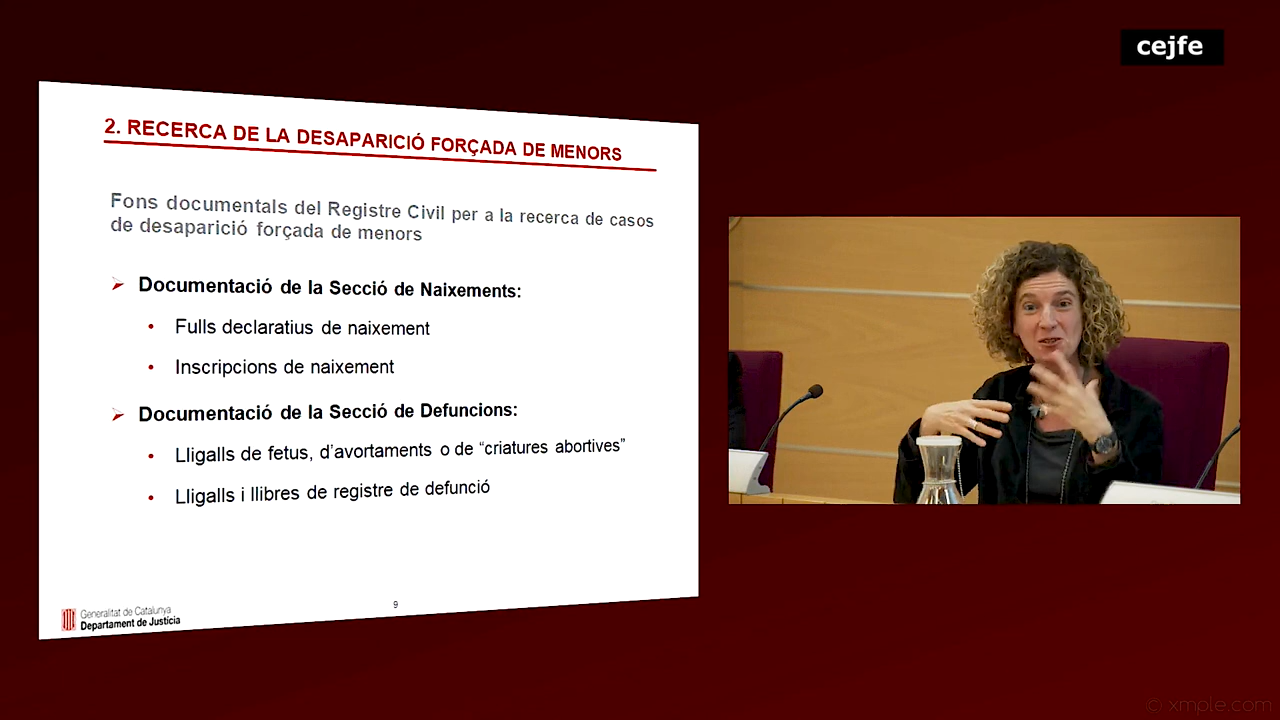 cejfe
2. RECERCA DE LA DESAPARICIÓ FORÇADA DE MENORS
Fons documentals del Registre Civil per a la recerca de casos
de desaparició forçada de menors
Documentació de la Secció de Naixements:
• Fulls declaratius de naixement
• Inscripcions de naixement
Documentació de la Secció de Defuncions:
• Lligalls de fetus, d'avortaments o de “criatures abortives”
• Lligalls i llibres de registre de defunció
9
Generalitat de Catalunya
Departament de Justícia
© xmple.com